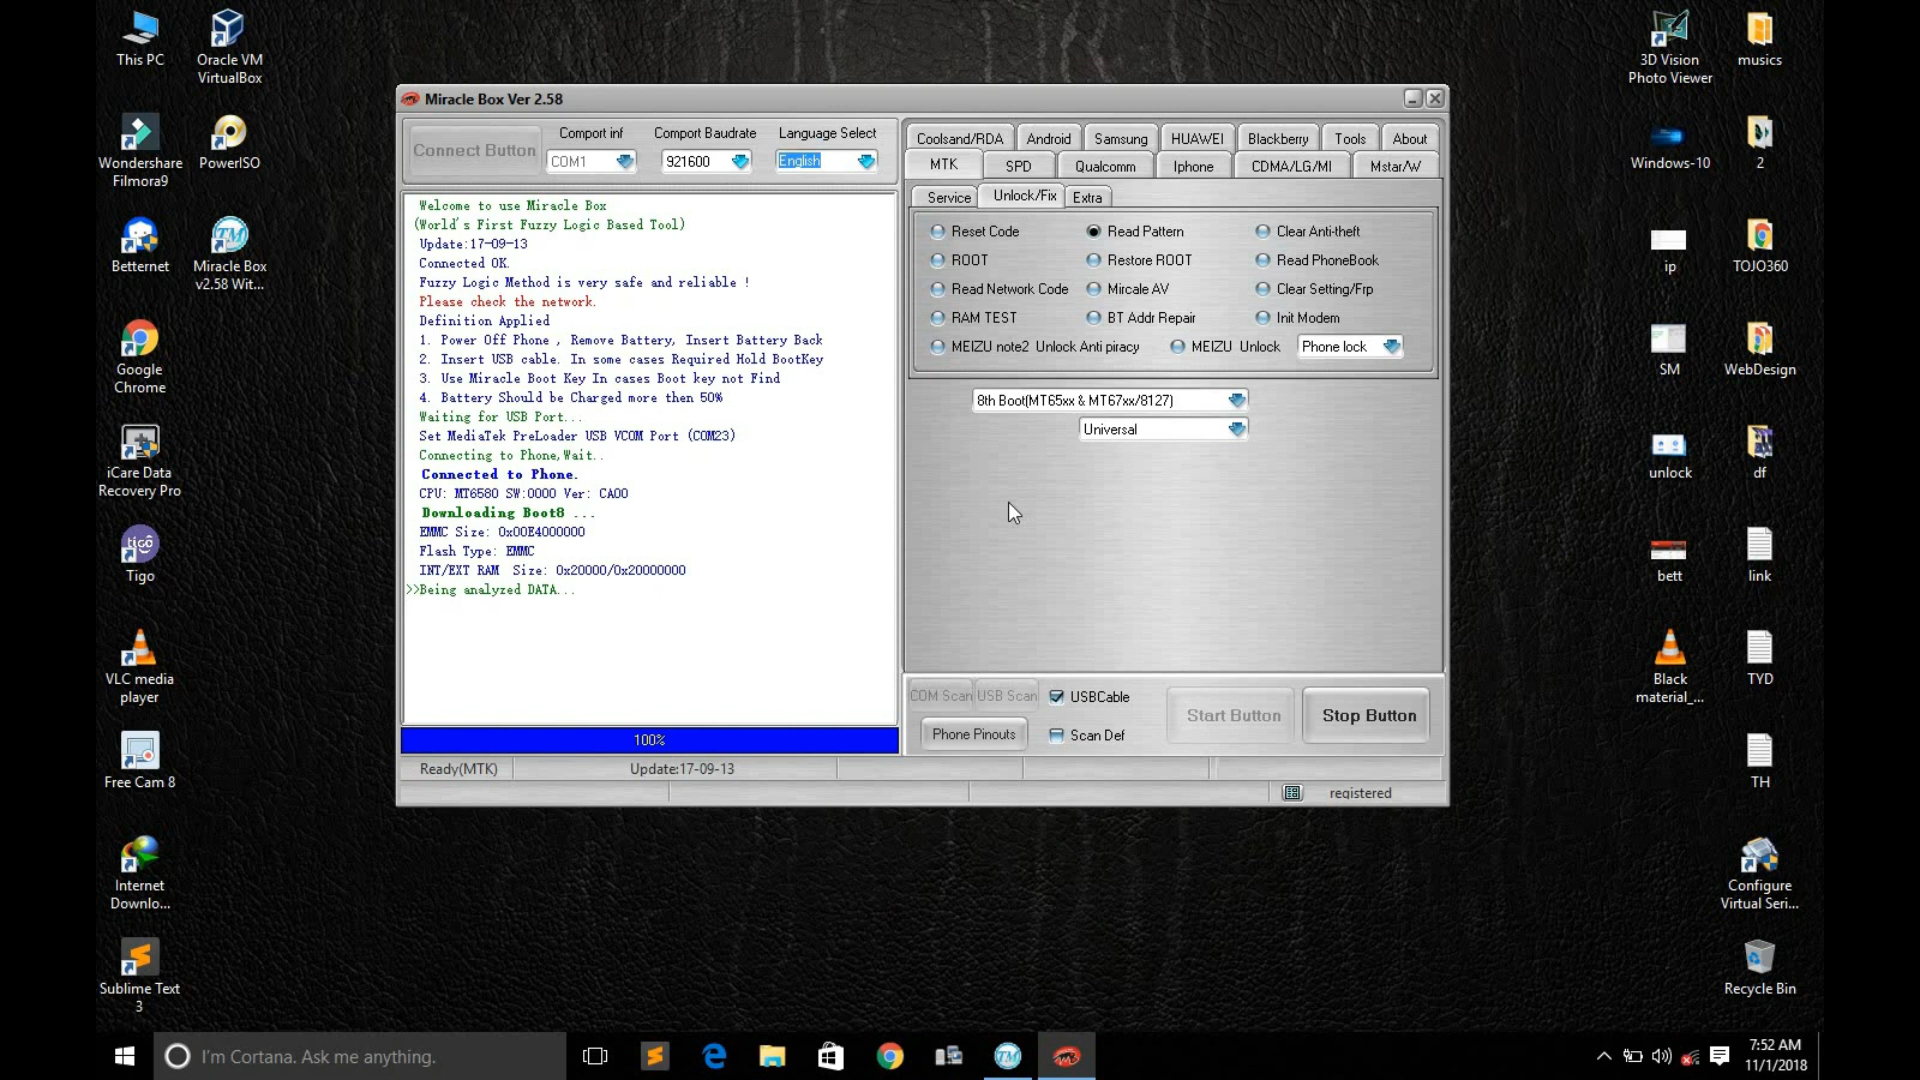 This PC
Oracle VM
VirtualBox
Wondershare
Filmora9
PowerISO
Betternet
Miracle Box
v2.58 Wit...
Google
Chrome
iCare Data
Recovery Pro
tigo
Tigo
VLC media
player
Free Cam 8
Internet
Downlo...
Sublime Text
3
Miracle Box Ver 2.58
Connect Button
Comport inf
COM1
Comport Baudrate
921600
Language Select
English
Welcome to use Miracle Box
(World's First Fuzzy Logic Based Tool)
Update:17-09-13
Connected OK.
Fuzzy Logic Method is very safe and reliable !
Please check the network.
Definition Applied
1. Power Off Phone , Remove Battery, Insert Battery Back
2. Insert USB cable. In some cases Required Hold BootKey
3. Use Miracle Boot Key In cases Boot key not Find
4. Battery Should be Charged more then 50%
Waiting for USB Port...
Set MediaTek PreLoader USB VCOM Port (COM23)
Connecting to Phone,Wait..
Connected to Phone.
CPU: MT6580 SW:0000 Ver: CA00
Downloading Boot8 ...
EMMC Size: 0x00E4000000
Flash Type: EMMC
INT/EXT RAM Size: 0x20000/0x20000000
>>Being analyzed DATA...
100%
Ready(MTK)
Update:17-09-13
Coolsand/RDA Android Samsung HUAWEI Blackberry Tools About
MTK SPD Qualcomm Iphone CDMA/LG/MI Mstar/W
Service Unlock/Fix Extra
Reset Code Read Pattern Clear Anti-theft
ROOT Restore ROOT Read PhoneBook
Read Network Code Mircale AV Clear Setting/Frp
RAM TEST BT Addr Repair Init Modem
MEIZU note2 Unlock Anti piracy MEIZU Unlock Phone lock
8th Boot(MT65xx & MT67xx/8127)
Universal
COM Scan USB Scan USBCable
Phone Pinouts Scan Def
Start Button Stop Button
registered
3D Vision
Photo Viewer
musics
Windows-10
2
ip
TOJO360
SM
WebDesign
unlock
df
bett
link
Black
material_...
TYD
TH
Configure
Virtual Seri...
Recycle Bin
I'm Cortana. Ask me anything.
7:52 AM
11/1/2018